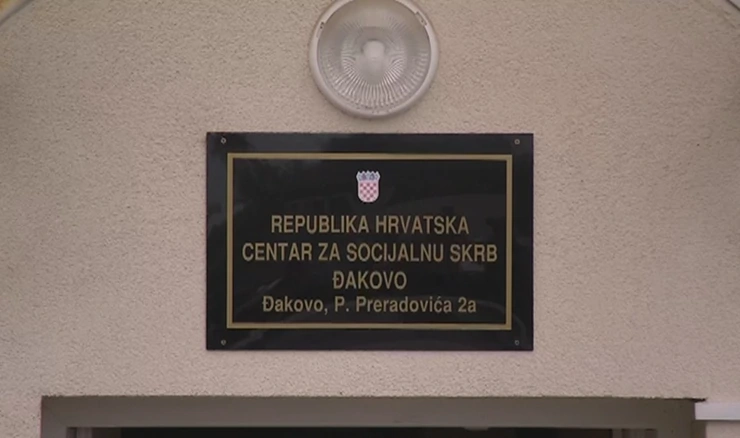 REPUBLIKA HRVATSKA
CENTAR ZA SOCIJALNU SKRB
ĐAKOVO
Đakovo, P. Preradovića 2a